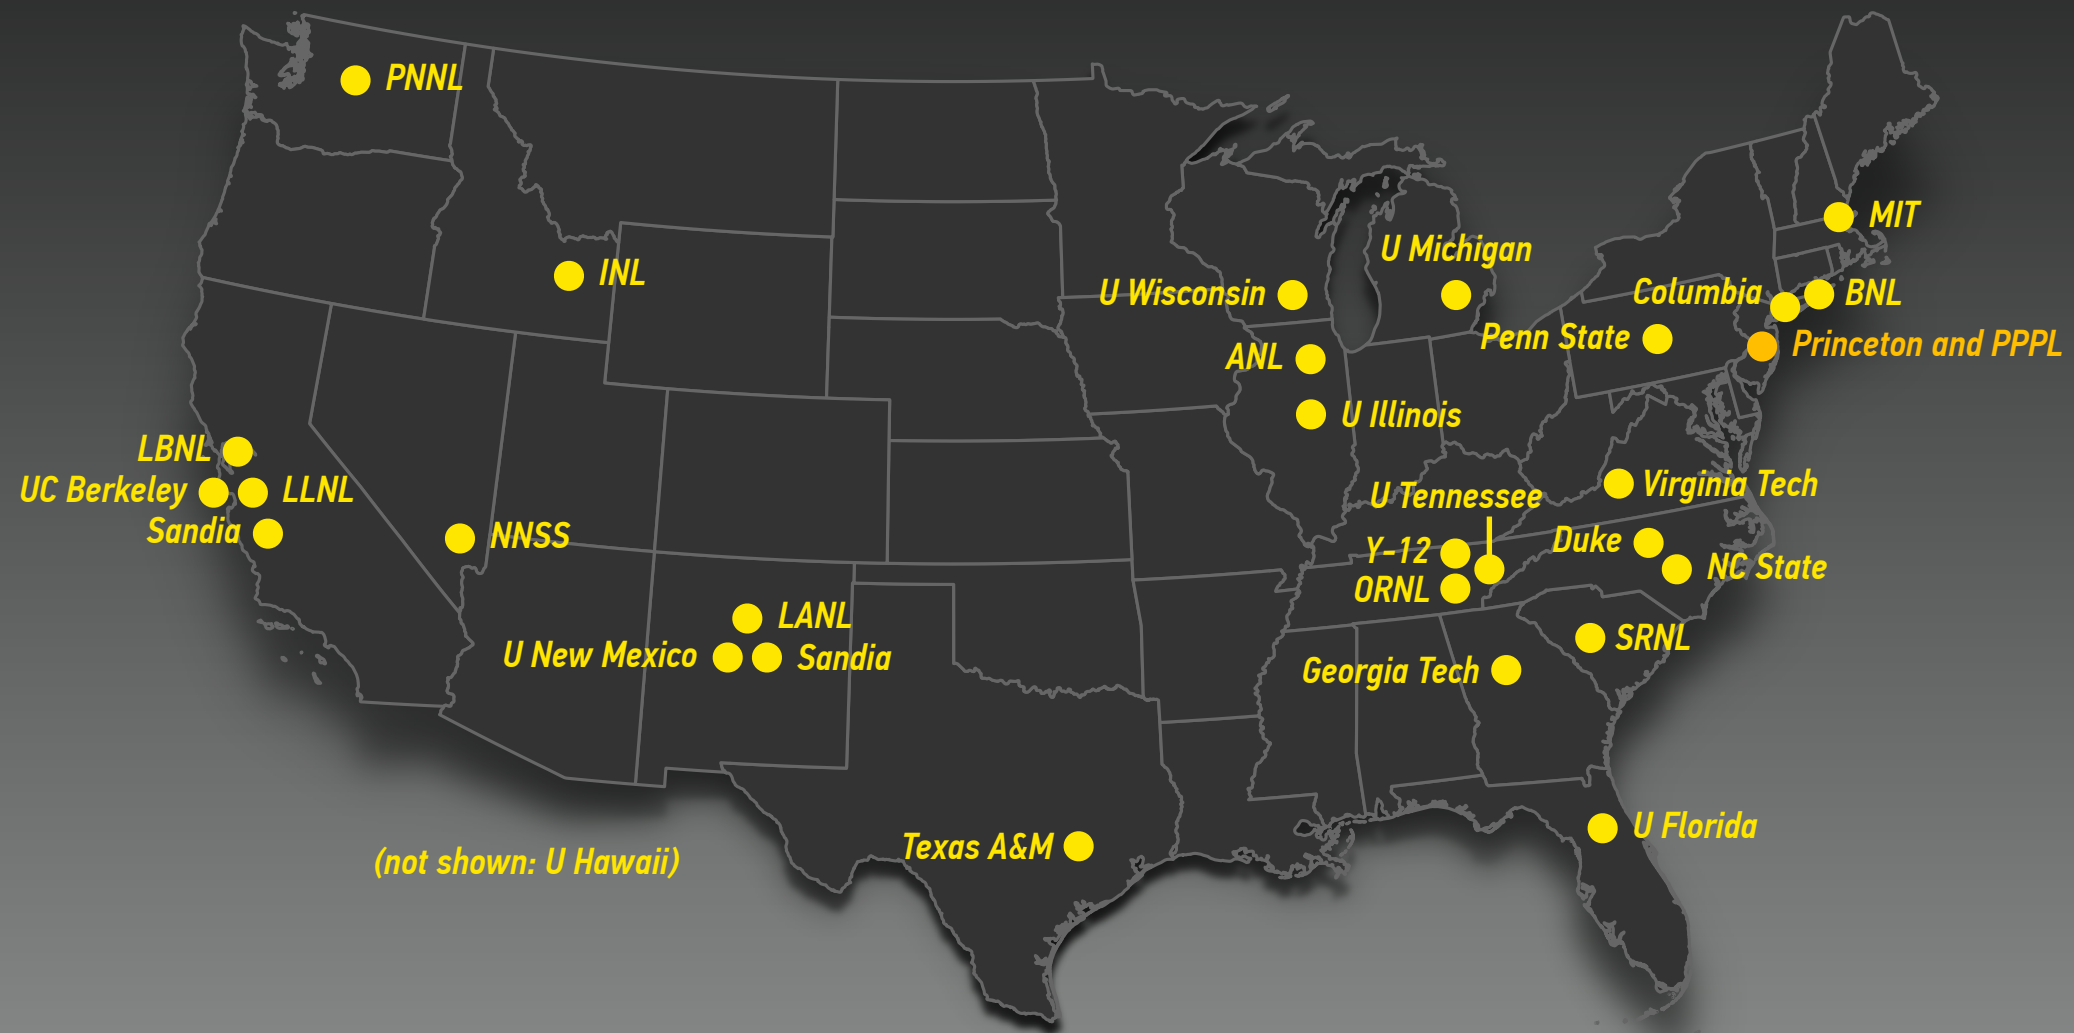 PNNL
MIT
U Michigan
INL
U Wisconsin
Columbia
BNL
Penn State
Princeton and PPPL
ANL
U Illinois
LBNL
UC Berkeley
LLNL
Sandia
NNSS
U Tennessee
Virginia Tech
Y-12
Duke
ORNL
NC State
LANL
U New Mexico
Sandia
SRNL
Georgia Tech
U Florida
Texas A&M
(not shown: U Hawaii)